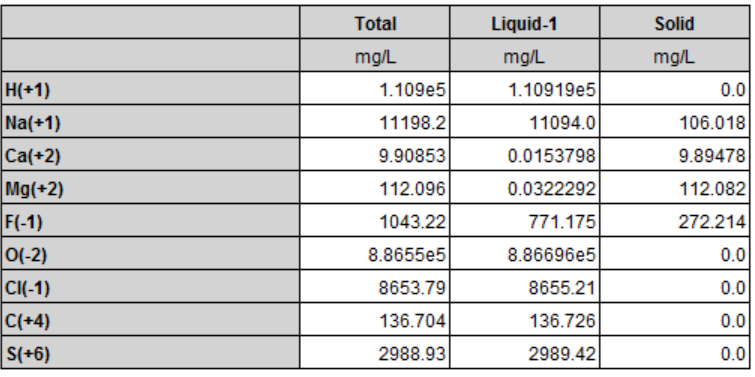 Total Liquid-1 Solid
mg/L mg/L mg/L
H(+1) 1.109e5 1.10919e5 0.0
Na(+1) 11198.2 11094.0 106.018
Ca(+2) 9.90853 0.0153798 9.89478
Mg(+2) 112.096 0.0322292 112.082
F(-1) 1043.22 771.175 272.214
O(-2) 8.8655e5 8.86696e5 0.0
Cl(-1) 8653.79 8655.21 0.0
C(+4) 136.704 136.726 0.0
S(+6) 2988.93 2989.42 0.0